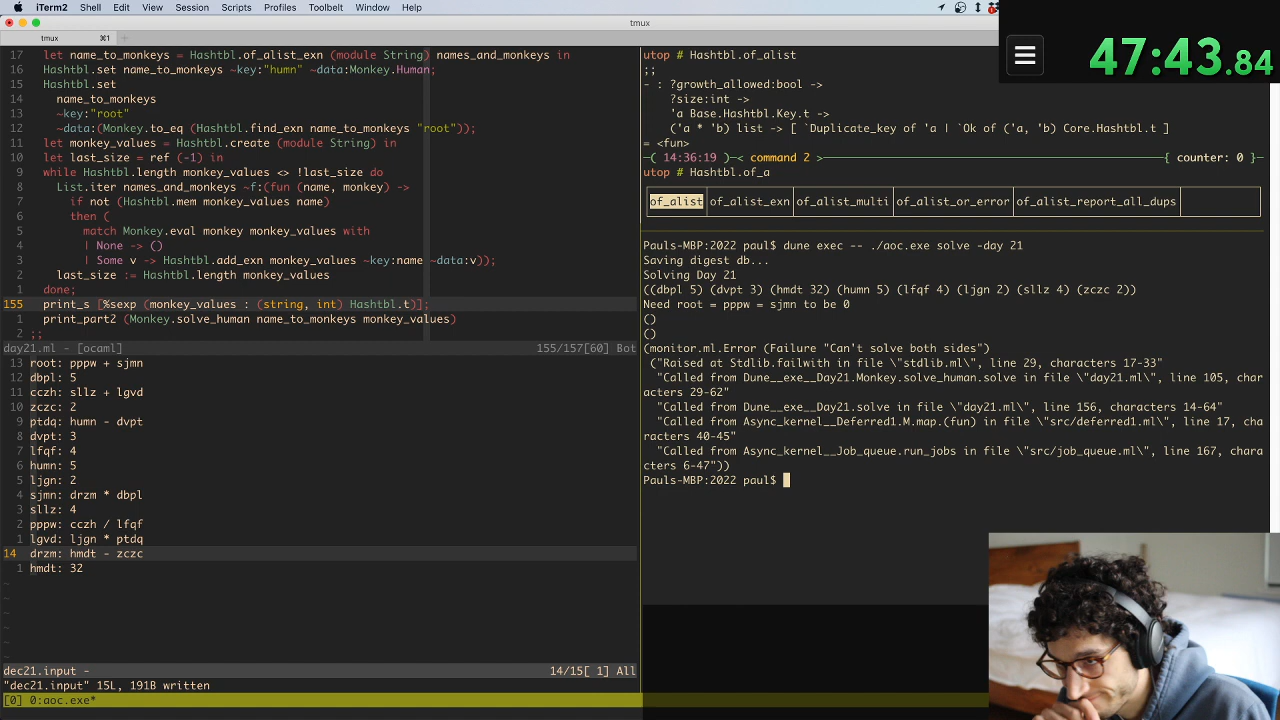 iTerm2 Shell Edit View Session Scripts Profiles Toolbelt Window Help
tmux
tmux ⌘1 +
47:43.84
17 let name_to_monkeys = Hashtbl.of_alist_exn (module String) names_and_monkeys in
16 Hashtbl.set name_to_monkeys ~key:"humn" ~data:Monkey.Human;
15 Hashtbl.set
14 name_to_monkeys
13 ~key:"root"
12 ~data:(Monkey.to_eq (Hashtbl.find_exn name_to_monkeys "root"));
11 let monkey_values = Hashtbl.create (module String) in
10 let last_size = ref (-1) in
9 while Hashtbl.length monkey_values <> !last_size do
8 List.iter names_and_monkeys ~f:(fun (name, monkey) ->
7 if not (Hashtbl.mem monkey_values name)
6 then (
5 match Monkey.eval monkey monkey_values with
4 | None -> ()
3 | Some v -> Hashtbl.add_exn monkey_values ~key:name ~data:v));
2 last_size := Hashtbl.length monkey_values
1 done;
155 print_s [%sexp (monkey_values : (string, int) Hashtbl.t)];
1 print_part2 (Monkey.solve_human name_to_monkeys monkey_values)
2 ;;
day21.ml - [ocaml] 155/157[60] Bot
13 root: pppw + sjmn
12 dbpl: 5
11 cczh: sllz + lgvd
10 zczc: 2
9 ptdq: humn - dvpt
8 dvpt: 3
7 lfqf: 4
6 humn: 5
5 ljgn: 2
4 sjmn: drzm * dbpl
3 sllz: 4
2 pppw: cczh / lfqf
1 lgvd: ljgn * ptdq
14 drzm: hmdt - zczc
1 hmdt: 32
~
~
~
~
~
~
dec21.input - 14/15[ 1] All
"dec21.input" 15L, 191B written
[0] 0:aoc.exe*
utop # Hashtbl.of_alist
;;
- : ?growth_allowed:bool ->
?size:int ->
'a Base.Hashtbl.Key.t ->
('a * 'b) list -> [ `Duplicate_key of 'a | `Ok of ('a, 'b) Core.Hashtbl.t ]
= <fun>
─( 14:36:19 )─< command 2 >─{ counter: 0 }─
utop # Hashtbl.of_a
of_alist of_alist_exn of_alist_multi of_alist_or_error of_alist_report_all_dups
Pauls-MBP:2022 paul$ dune exec -- ./aoc.exe solve -day 21
Saving digest db...
Solving Day 21
((dbpl 5) (dvpt 3) (hmdt 32) (humn 5) (lfqf 4) (ljgn 2) (sllz 4) (zczc 2))
Need root = pppw = sjmn to be 0
()
()
(monitor.ml.Error (Failure "Can't solve both sides")
("Raised at Stdlib.failwith in file \"stdlib.ml\", line 29, characters 17-33"
"Called from Dune__exe__Day21.Monkey.solve_human.solve in file \"day21.ml\", line 105, char
acters 29-62"
"Called from Dune__exe__Day21.solve in file \"day21.ml\", line 156, characters 14-64"
"Called from Async_kernel__Deferred1.M.map.(fun) in file \"src/deferred1.ml\", line 17, cha
racters 40-45"
"Called from Async_kernel__Job_queue.run_jobs in file \"src/job_queue.ml\", line 167, chara
cters 6-47"))
Pauls-MBP:2022 paul$